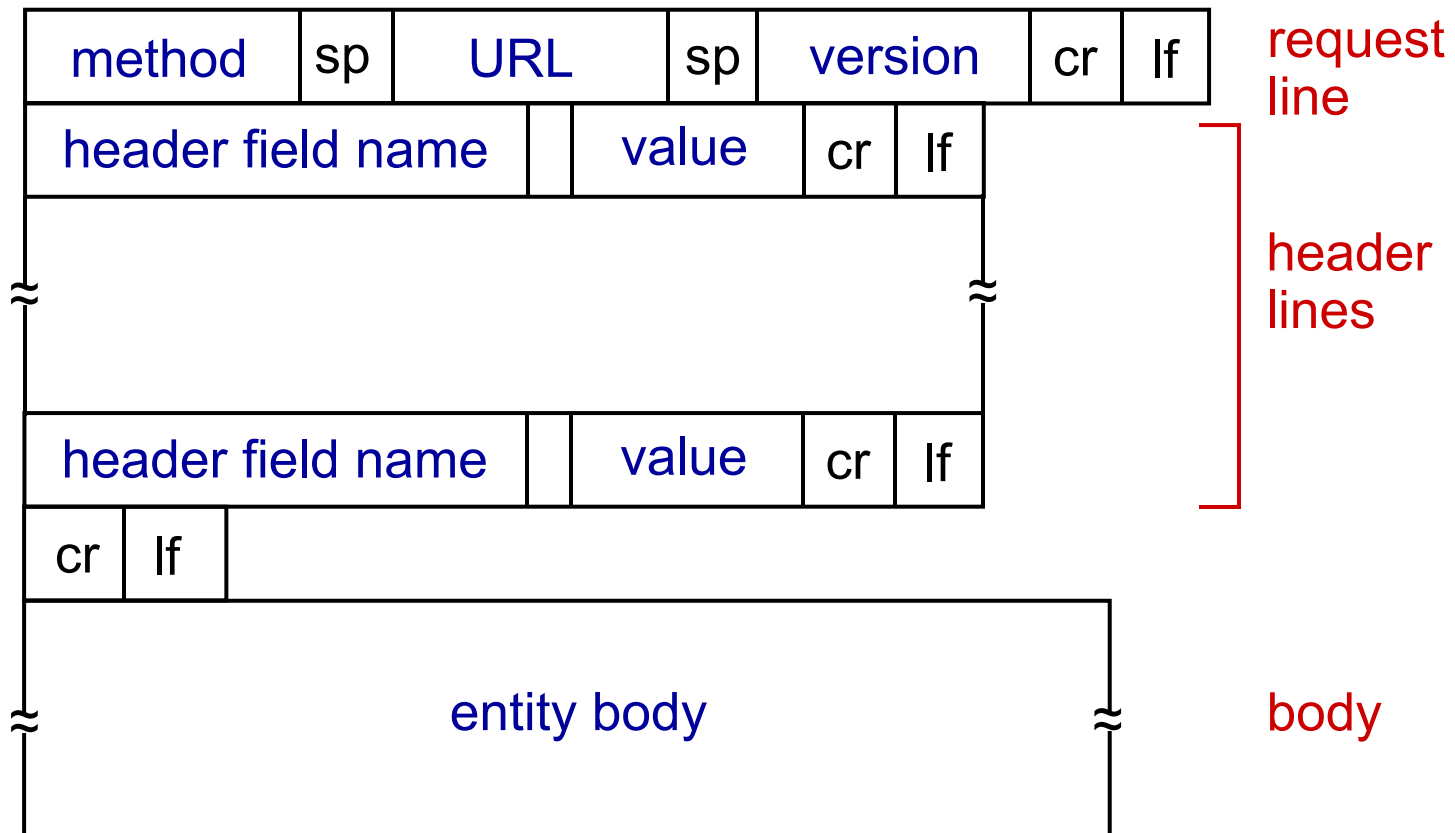 method sp URL sp version cr lf request
line
header field name value cr lf
header
lines
header field name value cr lf
cr lf
entity body body